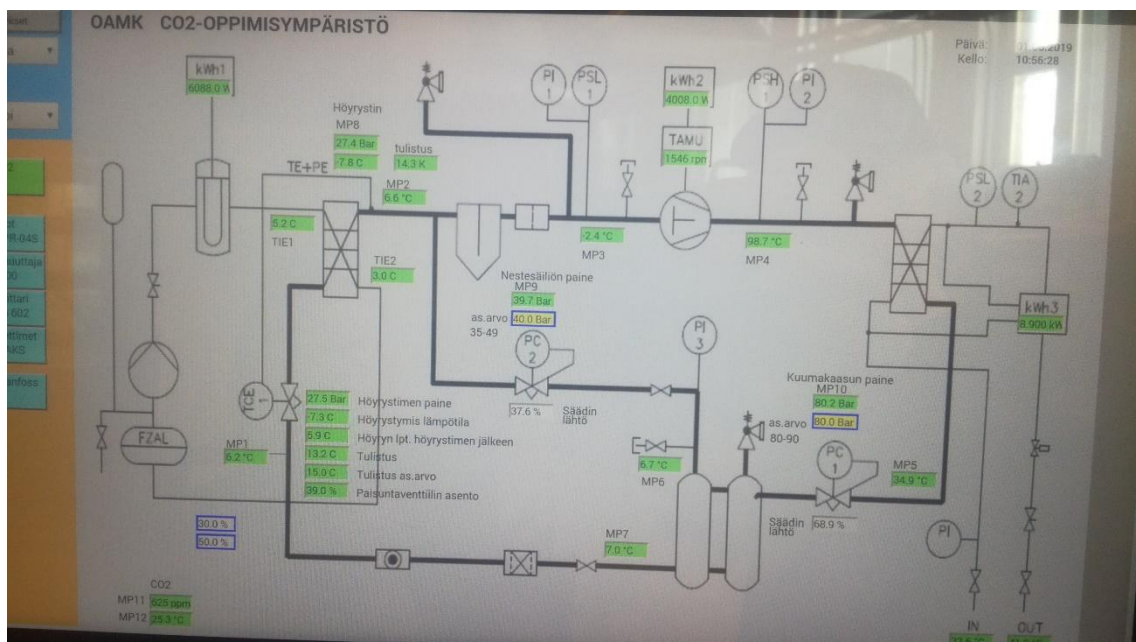 OAMK CO2-OPPIMISYMPÄRISTÖ
Päivä:
Kello: 10:56:28
kWh1
6088.0 W
Höyrystin
MP8
27.4 Bar
-7.8 C
tulistus
14.3 K
TE+PE
MP2
6.6 °C
PI
1
PSL
1
kWh2
4008.0 W
TAMU
1546 rpm
PSH
1
PI
2
PSL
2
TIA
2
5.2 C
TIE1
TIE2
3.0 C
-2.4 °C
MP3
98.7 °C
MP4
Nestesäiliön paine
MP9
39.7 Bar
as.arvo 40.0 Bar
35-49
PC
2
37.6 %
Säädin
lähtö
PI
3
kWh3
8.900 kW
Kuumakaasun paine
MP10
80.2 Bar
as.arvo 80.0 Bar
80-90
PC
1
MP5
34.9 °C
Säädin
lähtö
68.9 %
6.7 °C
MP6
TCE
1
27.5 Bar Höyrystimen paine
-7.3 C Höyrystymis lämpötila
5.9 C Höyryn lpt. höyrystimen jälkeen
13.2 C Tulistus
15.0 C Tulistus as.arvo
39.0 % Paisuntaventtiilin asento
FZAL
MP1
6.2 °C
30.0 %
50.0 %
MP7
7.0 °C
PI
CO2
MP11 625 ppm
MP12 25.3 °C
IN
OUT